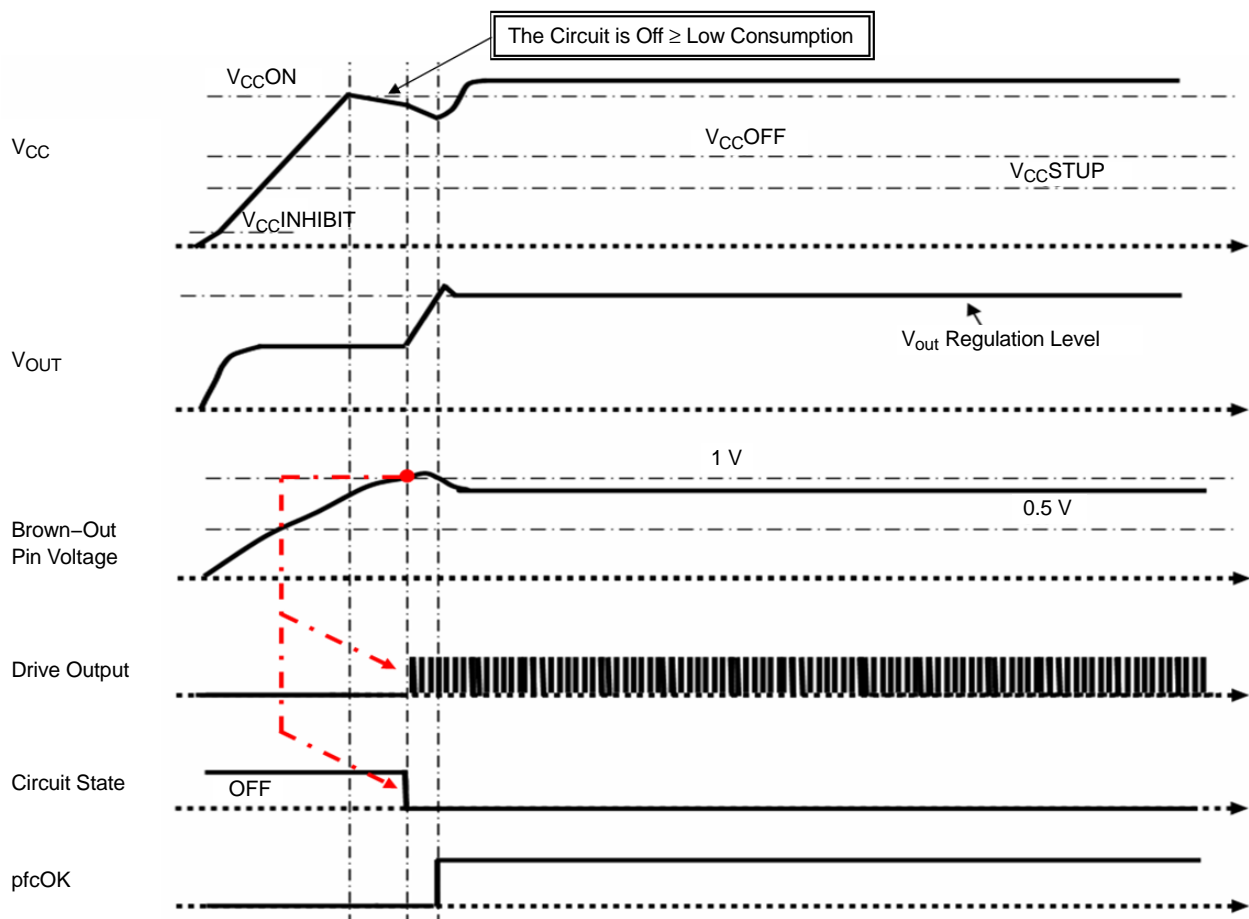 The Circuit is Off ≥ Low Consumption
VCCON
VCC
VCCOFF
VCCSTUP
VCCINHIBIT
Vout Regulation Level
VOUT
1 V
0.5 V
Brown−Out
Pin Voltage
Drive Output
Circuit State
OFF
pfcOK